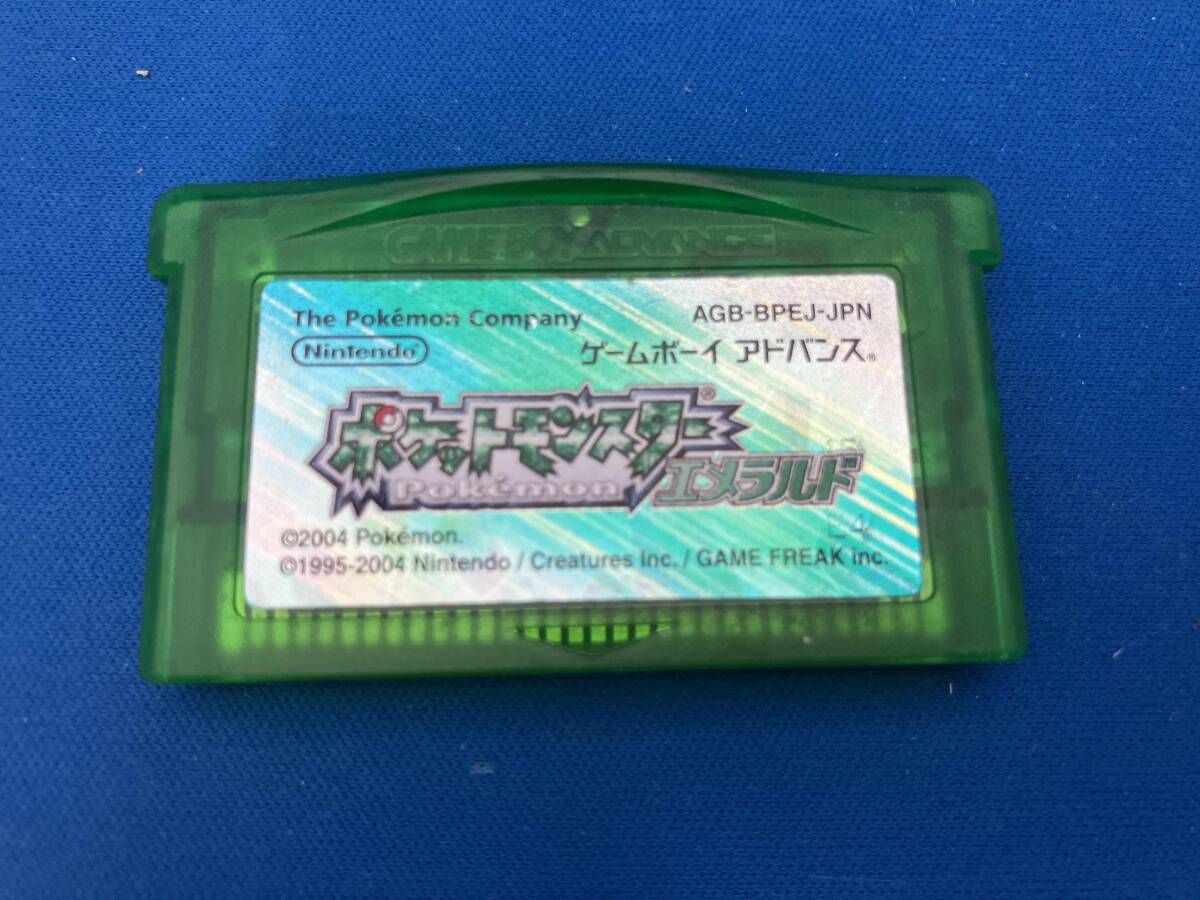 GAME BOY ADVANCE
The Pokémon Company AGB-BPEJ-JPN
Nintendo® ゲームボーイ アドバンス®
ポケットモンスター®
Pokémon エメラルド
©2004 Pokémon.
©1995-2004 Nintendo / Creatures Inc. / GAME FREAK inc.